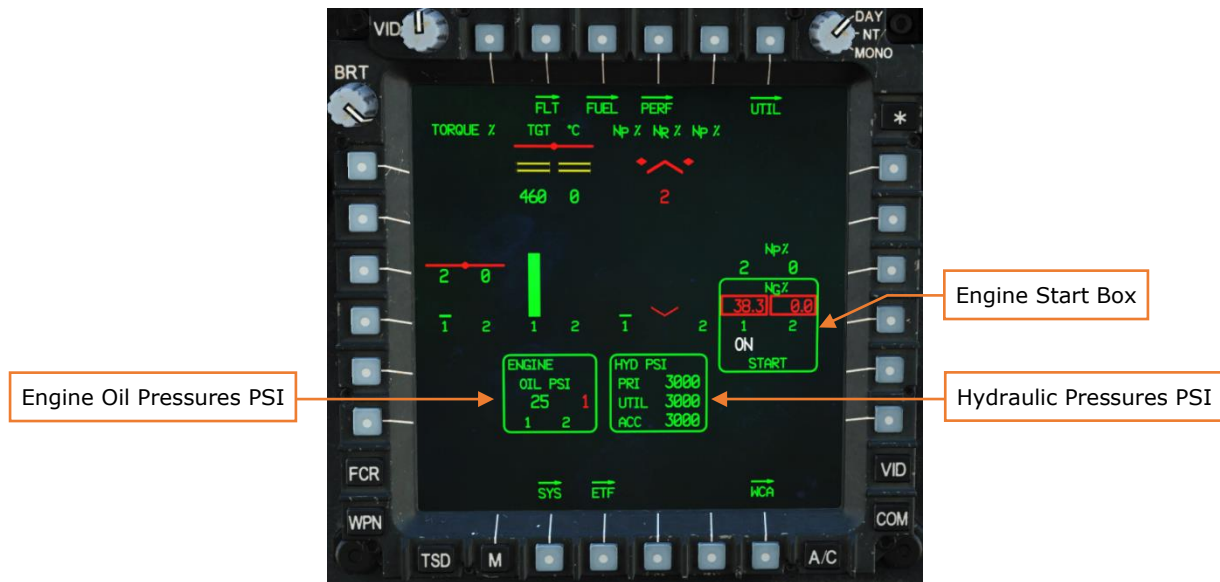 VID
DAY
NT
MONO
BRT
FLT FUEL PERF UTIL
*
TORQUE % TGT °C NP % NR % NP %
460 0 2
NP%
2 0
2 0
NG%
38.3 0.0
1 2 1 2 1 2 1 2
ON
START
Engine Start Box
ENGINE
OIL PSI
25 1
1 2
HYD PSI
PRI 3000
UTIL 3000
ACC 3000
Engine Oil Pressures PSI
Hydraulic Pressures PSI
FCR
VID
SYS ETF WCA
WPN
COM
TSD
M
A/C